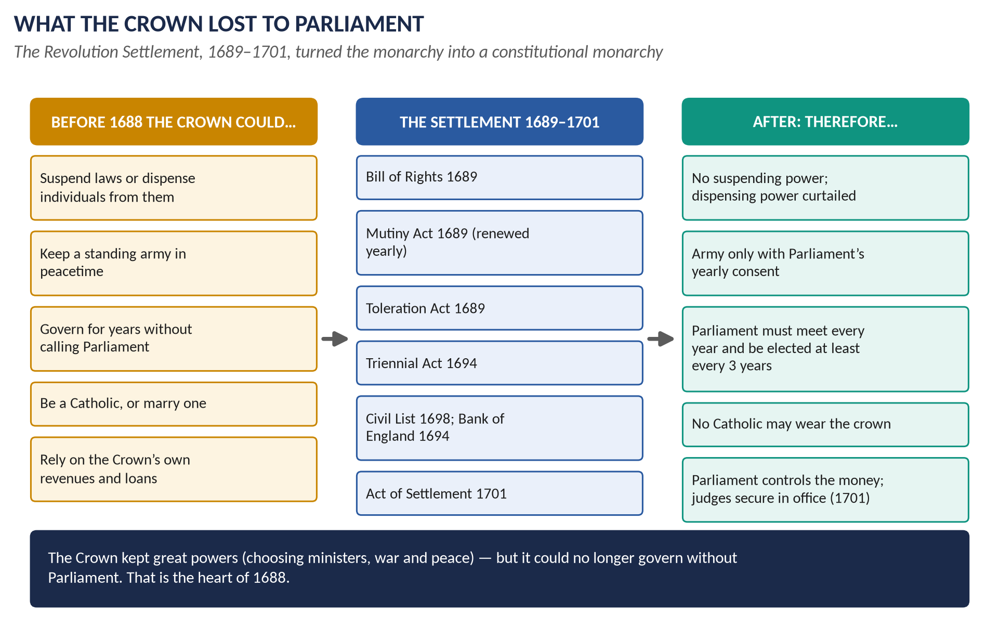 WHAT THE CROWN LOST TO PARLIAMENT
The Revolution Settlement, 1689–1701, turned the monarchy into a constitutional monarchy
BEFORE 1688 THE CROWN COULD…
Suspend laws or dispense
individuals from them
Keep a standing army in
peacetime
Govern for years without
calling Parliament
Be a Catholic, or marry one
Rely on the Crown’s own
revenues and loans
THE SETTLEMENT 1689–1701
Bill of Rights 1689
Mutiny Act 1689 (renewed
yearly)
Toleration Act 1689
Triennial Act 1694
Civil List 1698; Bank of
England 1694
Act of Settlement 1701
AFTER: THEREFORE…
No suspending power;
dispensing power curtailed
Army only with Parliament’s
yearly consent
Parliament must meet every
year and be elected at least
every 3 years
No Catholic may wear the crown
Parliament controls the money;
judges secure in office (1701)
The Crown kept great powers (choosing ministers, war and peace) — but it could no longer govern without
Parliament. That is the heart of 1688.